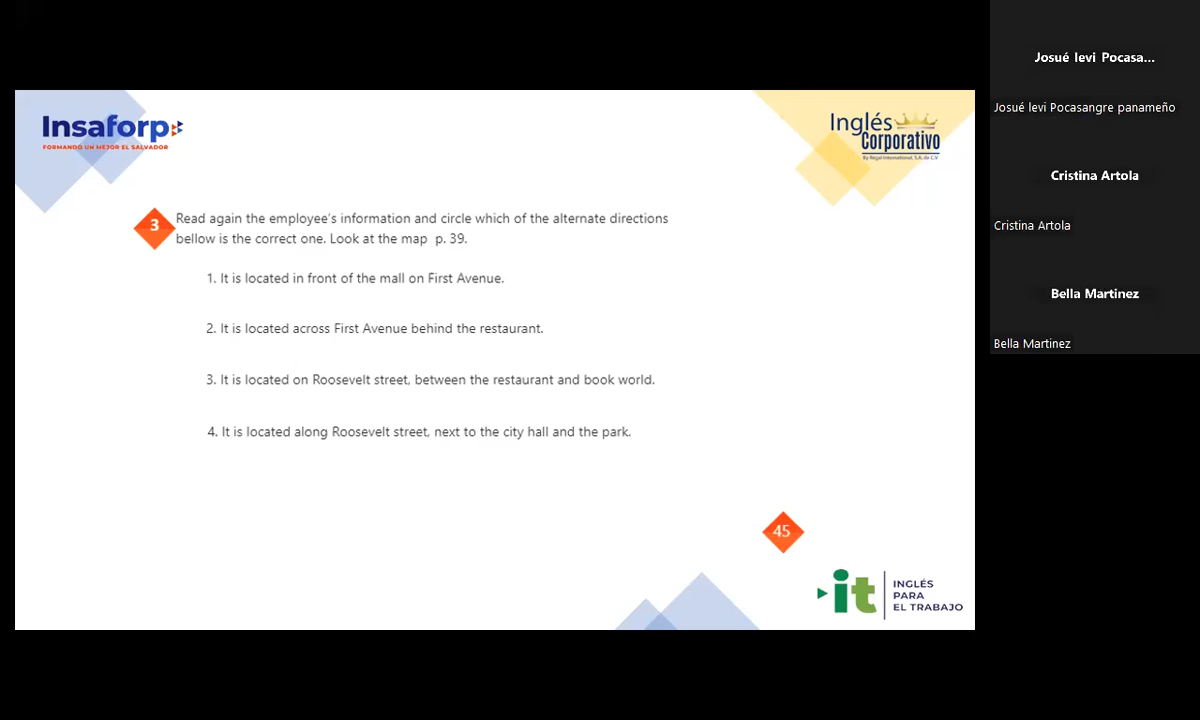 Insaforp
FORMANDO UN MEJOR EL SALVADOR
Inglés
Corporativo
By Regal International, S.A. de C.V.
3
Read again the employee's information and circle which of the alternate directions
bellow is the correct one. Look at the map p. 39.
1. It is located in front of the mall on First Avenue.
2. It is located across First Avenue behind the restaurant.
3. It is located on Roosevelt street, between the restaurant and book world.
4. It is located along Roosevelt street, next to the city hall and the park.
45
it
INGLÉS
PARA
EL TRABAJO
Josué levi Pocasa...
Josué levi Pocasangre panameño
Cristina Artola
Cristina Artola
Bella Martinez
Bella Martinez